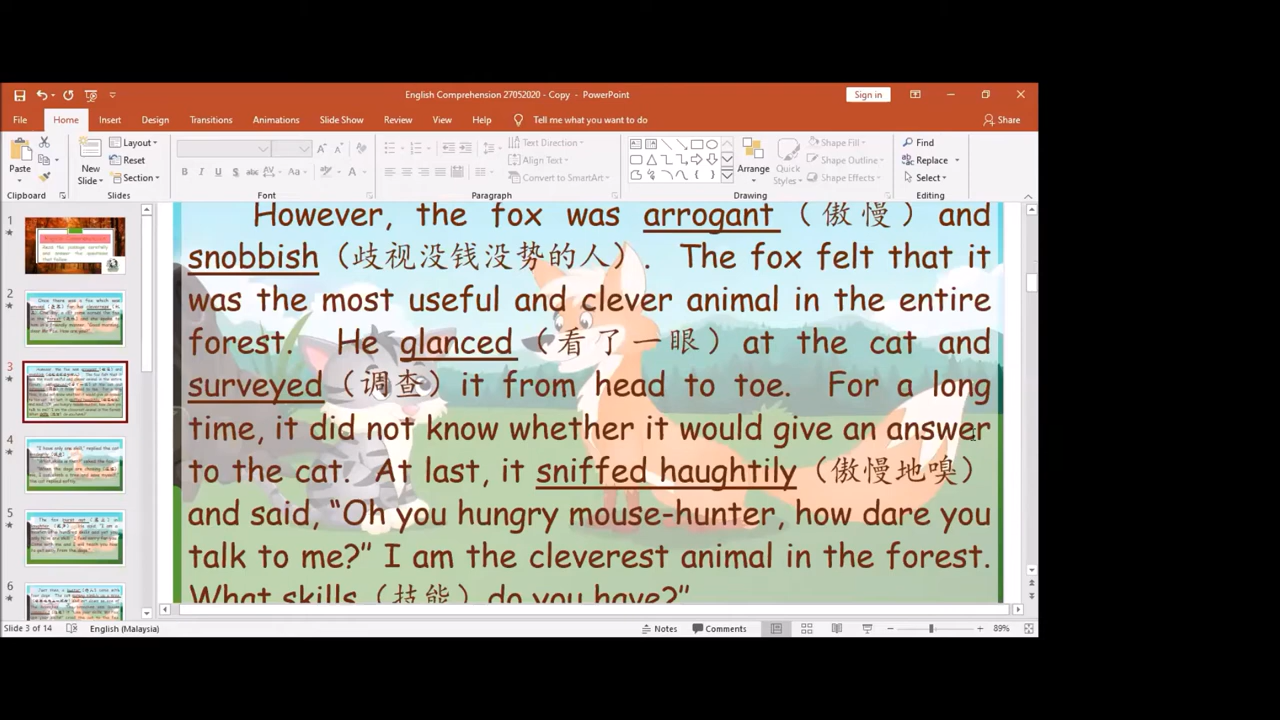 English Comprehension 27052020 - Copy - PowerPoint
Sign in
File Home Insert Design Transitions Animations Slide Show Review View Help Tell me what you want to do Share
Paste
Clipboard
New
Slide
Layout
Reset
Section
Slides
Aa
A
Font
Text Direction
Align Text
Convert to SmartArt
Paragraph
Arrange
Quick
Styles
Shape Fill
Shape Outline
Shape Effects
Drawing
Find
Replace
Select
Editing
1
2
3
4
5
6
However, the fox was arrogant (傲慢) and
snobbish (歧视没钱没势的人). The fox felt that it
was the most useful and clever animal in the entire
forest. He glanced (看了一眼) at the cat and
surveyed (调查) it from head to toe. For a long
time, it did not know whether it would give an answer
to the cat. At last, it sniffed haughtily (傲慢地嗅)
and said, “Oh you hungry mouse-hunter, how dare you
talk to me?” I am the cleverest animal in the forest.
What skills (技能) do you have?”
Slide 3 of 14 English (Malaysia) Notes Comments 89%